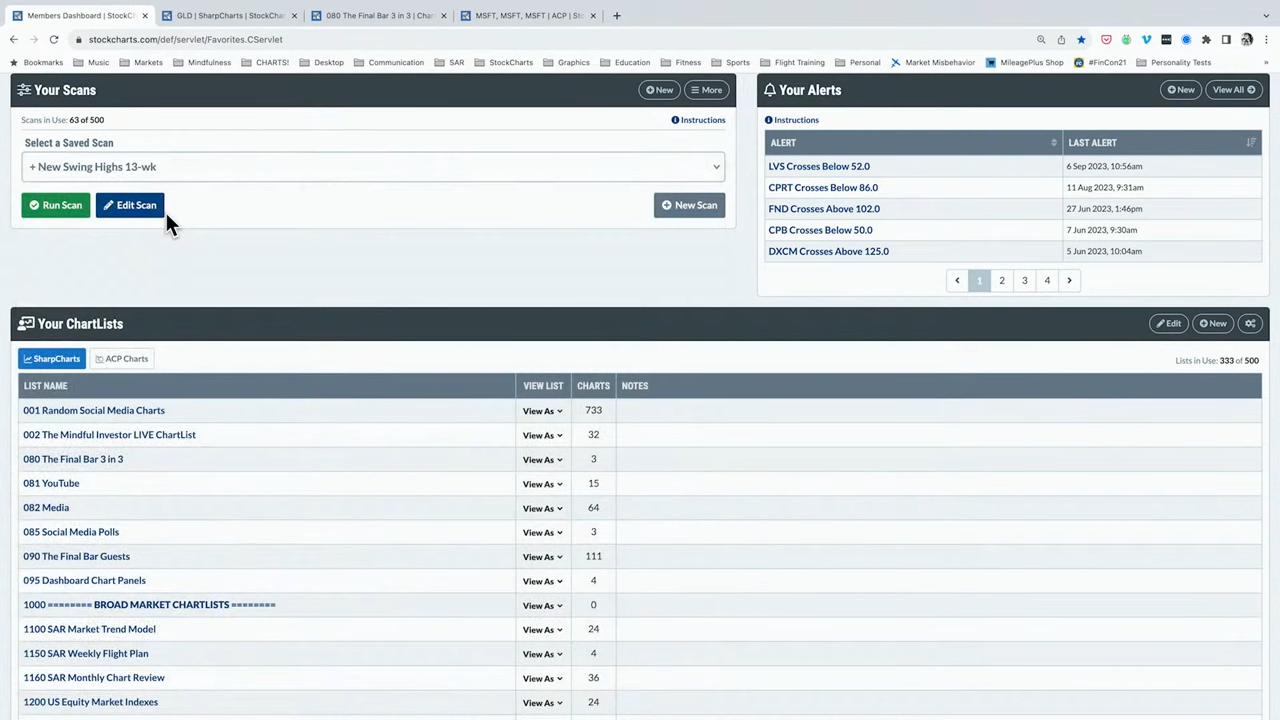 Members Dashboard | StockCh
GLD | SharpCharts | StockChar
080 The Final Bar 3 in 3 | Char
MSFT, MSFT, MSFT | ACP | StC
stockcharts.com/def/servlet/Favorites.CServlet
Bookmarks
Music
Markets
Mindfulness
CHARTS!
Desktop
Communication
SAR
StockCharts
Graphics
Education
Fitness
Sports
Flight Training
Personal
Market Misbehavior
MileagePlus Shop
#FinCon21
Personality Tests
»
Your Scans
New
More
Scans in Use: 63 of 500
Instructions
Select a Saved Scan
+ New Swing Highs 13-wk
Run Scan
Edit Scan
New Scan
Your Alerts
New
View All
Instructions
ALERT LAST ALERT
LVS Crosses Below 52.0 6 Sep 2023, 10:56am
CPRT Crosses Below 86.0 11 Aug 2023, 9:31am
FND Crosses Above 102.0 27 Jun 2023, 1:46pm
CPB Crosses Below 50.0 7 Jun 2023, 9:30am
DXCM Crosses Above 125.0 5 Jun 2023, 10:04am
1 2 3 4
Your ChartLists
Edit
New
SharpCharts
ACP Charts
Lists in Use: 333 of 500
LIST NAME VIEW LIST CHARTS NOTES
001 Random Social Media Charts View As 733
002 The Mindful Investor LIVE ChartList View As 32
080 The Final Bar 3 in 3 View As 3
081 YouTube View As 15
082 Media View As 64
085 Social Media Polls View As 3
090 The Final Bar Guests View As 111
095 Dashboard Chart Panels View As 4
1000 ======== BROAD MARKET CHARTLISTS ======== View As 0
1100 SAR Market Trend Model View As 24
1150 SAR Weekly Flight Plan View As 4
1160 SAR Monthly Chart Review View As 36
1200 US Equity Market Indexes View As 24